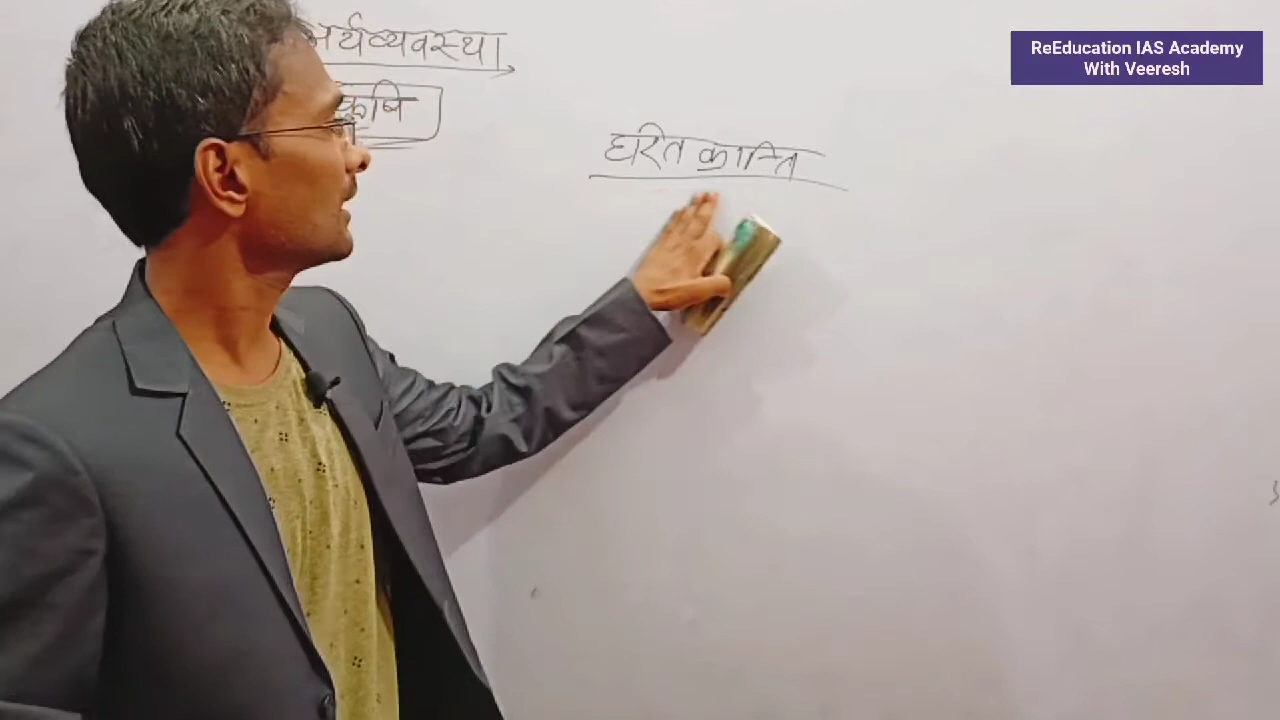 अर्थव्यवस्था
कृषि
हरित क्रान्ति
ReEducation IAS Academy
With Veeresh